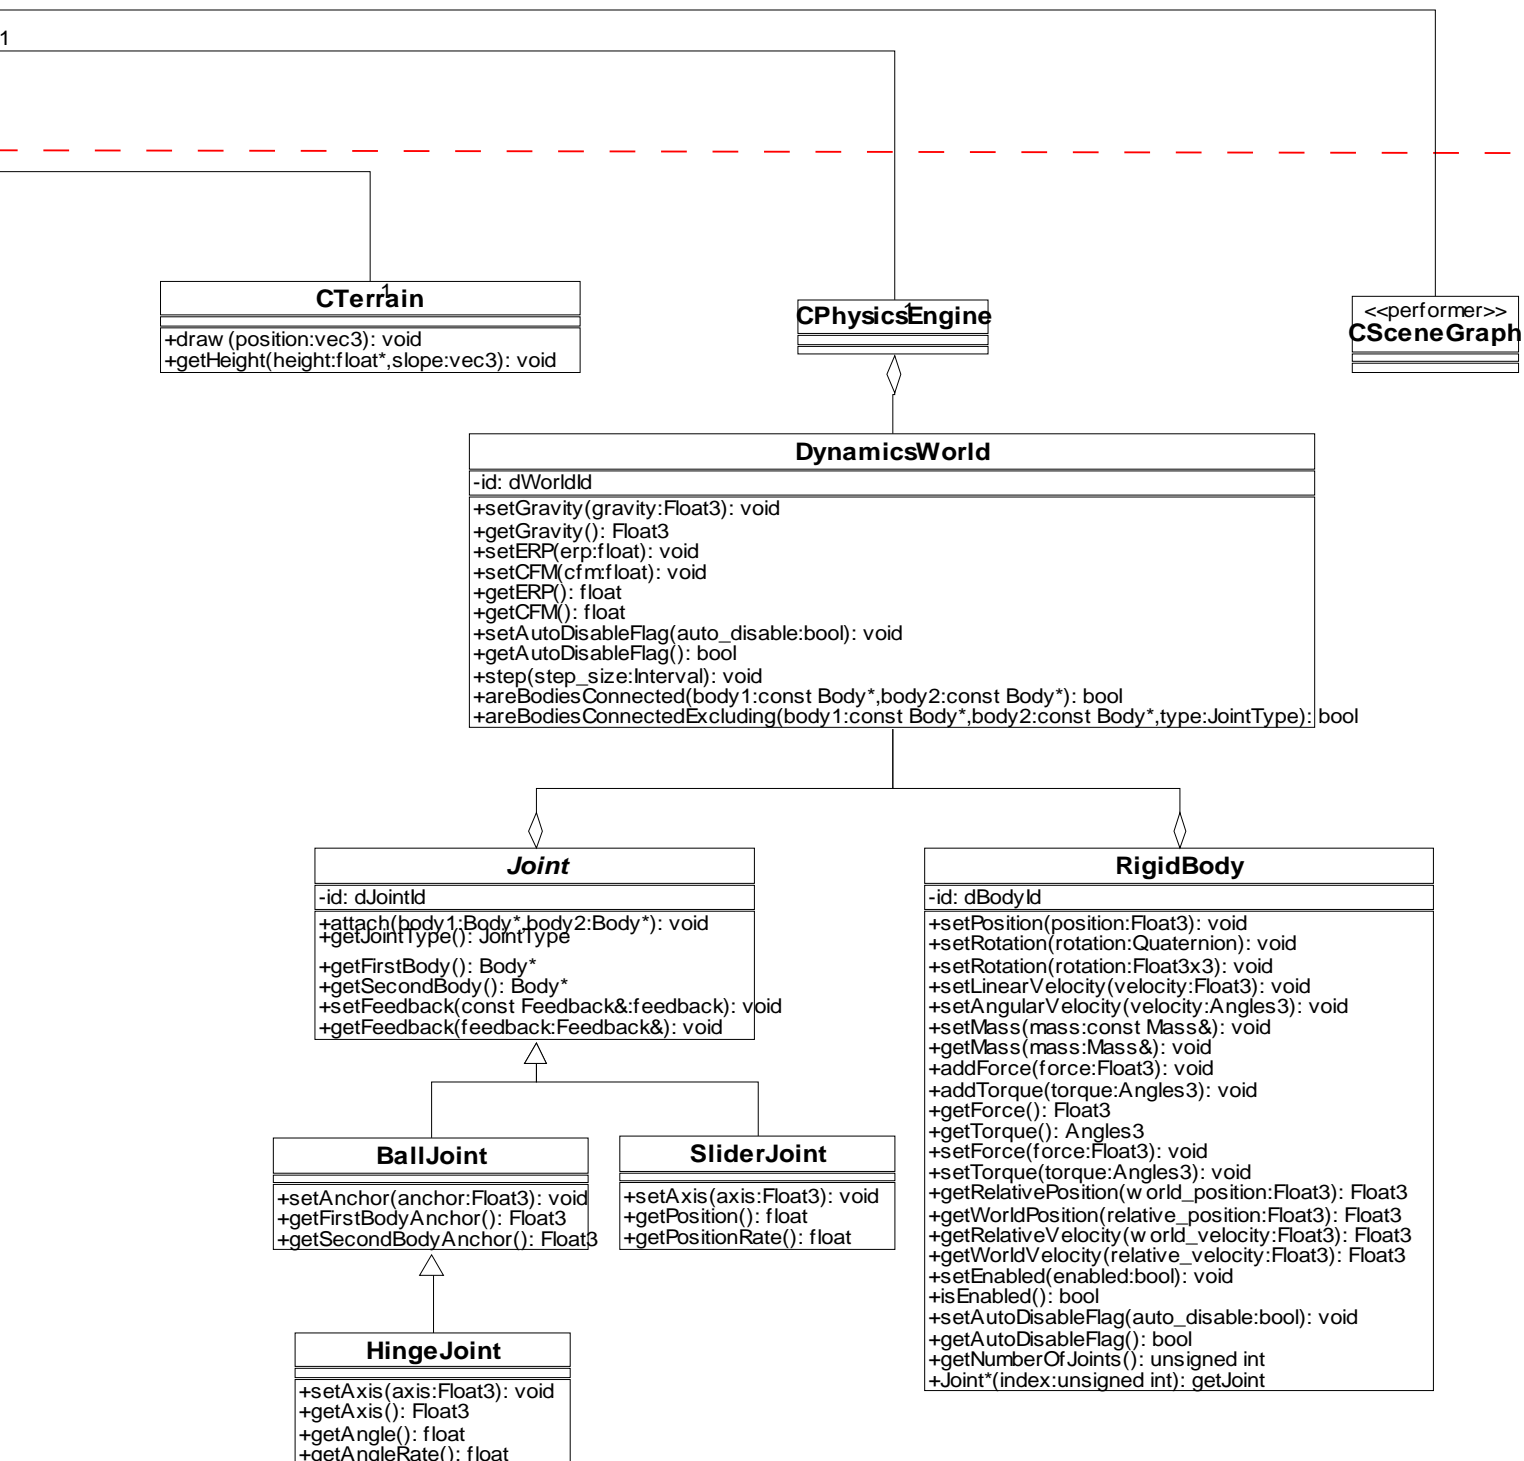 1
CTerrain
1
+draw(position:vec3): void
+getHeight(height:float*,slope:vec3): void
CPhysicsEngine
1
<<performer>>
CSceneGraph
DynamicsWorld
-id: dWorldId
+setGravity(gravity:Float3): void
+getGravity(): Float3
+setERP(erp:float): void
+setCFM(cfm:float): void
+getERP(): float
+getCFM(): float
+setAutoDisableFlag(auto_disable:bool): void
+getAutoDisableFlag(): bool
+step(step_size:Interval): void
+areBodiesConnected(body1:const Body*,body2:const Body*): bool
+areBodiesConnectedExcluding(body1:const Body*,body2:const Body*,type:JointType): bool
Joint
-id: dJointId
+attach(body1:Body*,body2:Body*): void
+getJointType(): JointType
+getFirstBody(): Body*
+getSecondBody(): Body*
+setFeedback(const Feedback&:feedback): void
+getFeedback(feedback:Feedback&): void
RigidBody
-id: dBodyId
+setPosition(position:Float3): void
+setRotation(rotation:Quaternion): void
+setRotation(rotation:Float3x3): void
+setLinearVelocity(velocity:Float3): void
+setAngularVelocity(velocity:Angles3): void
+setMass(mass:const Mass&): void
+getMass(mass:Mass&): void
+addForce(force:Float3): void
+addTorque(torque:Angles3): void
+getForce(): Float3
+getTorque(): Angles3
+setForce(force:Float3): void
+setTorque(torque:Angles3): void
+getRelativePosition(world_position:Float3): Float3
+getWorldPosition(relative_position:Float3): Float3
+getRelativeVelocity(world_velocity:Float3): Float3
+getWorldVelocity(relative_velocity:Float3): Float3
+setEnabled(enabled:bool): void
+isEnabled(): bool
+setAutoDisableFlag(auto_disable:bool): void
+getAutoDisableFlag(): bool
+getNumberOfJoints(): unsigned int
+Joint*(index:unsigned int): getJoint
BallJoint
+setAnchor(anchor:Float3): void
+getFirstBodyAnchor(): Float3
+getSecondBodyAnchor(): Float3
SliderJoint
+setAxis(axis:Float3): void
+getPosition(): float
+getPositionRate(): float
HingeJoint
+setAxis(axis:Float3): void
+getAxis(): Float3
+getAngle(): float
+getAngleRate(): float